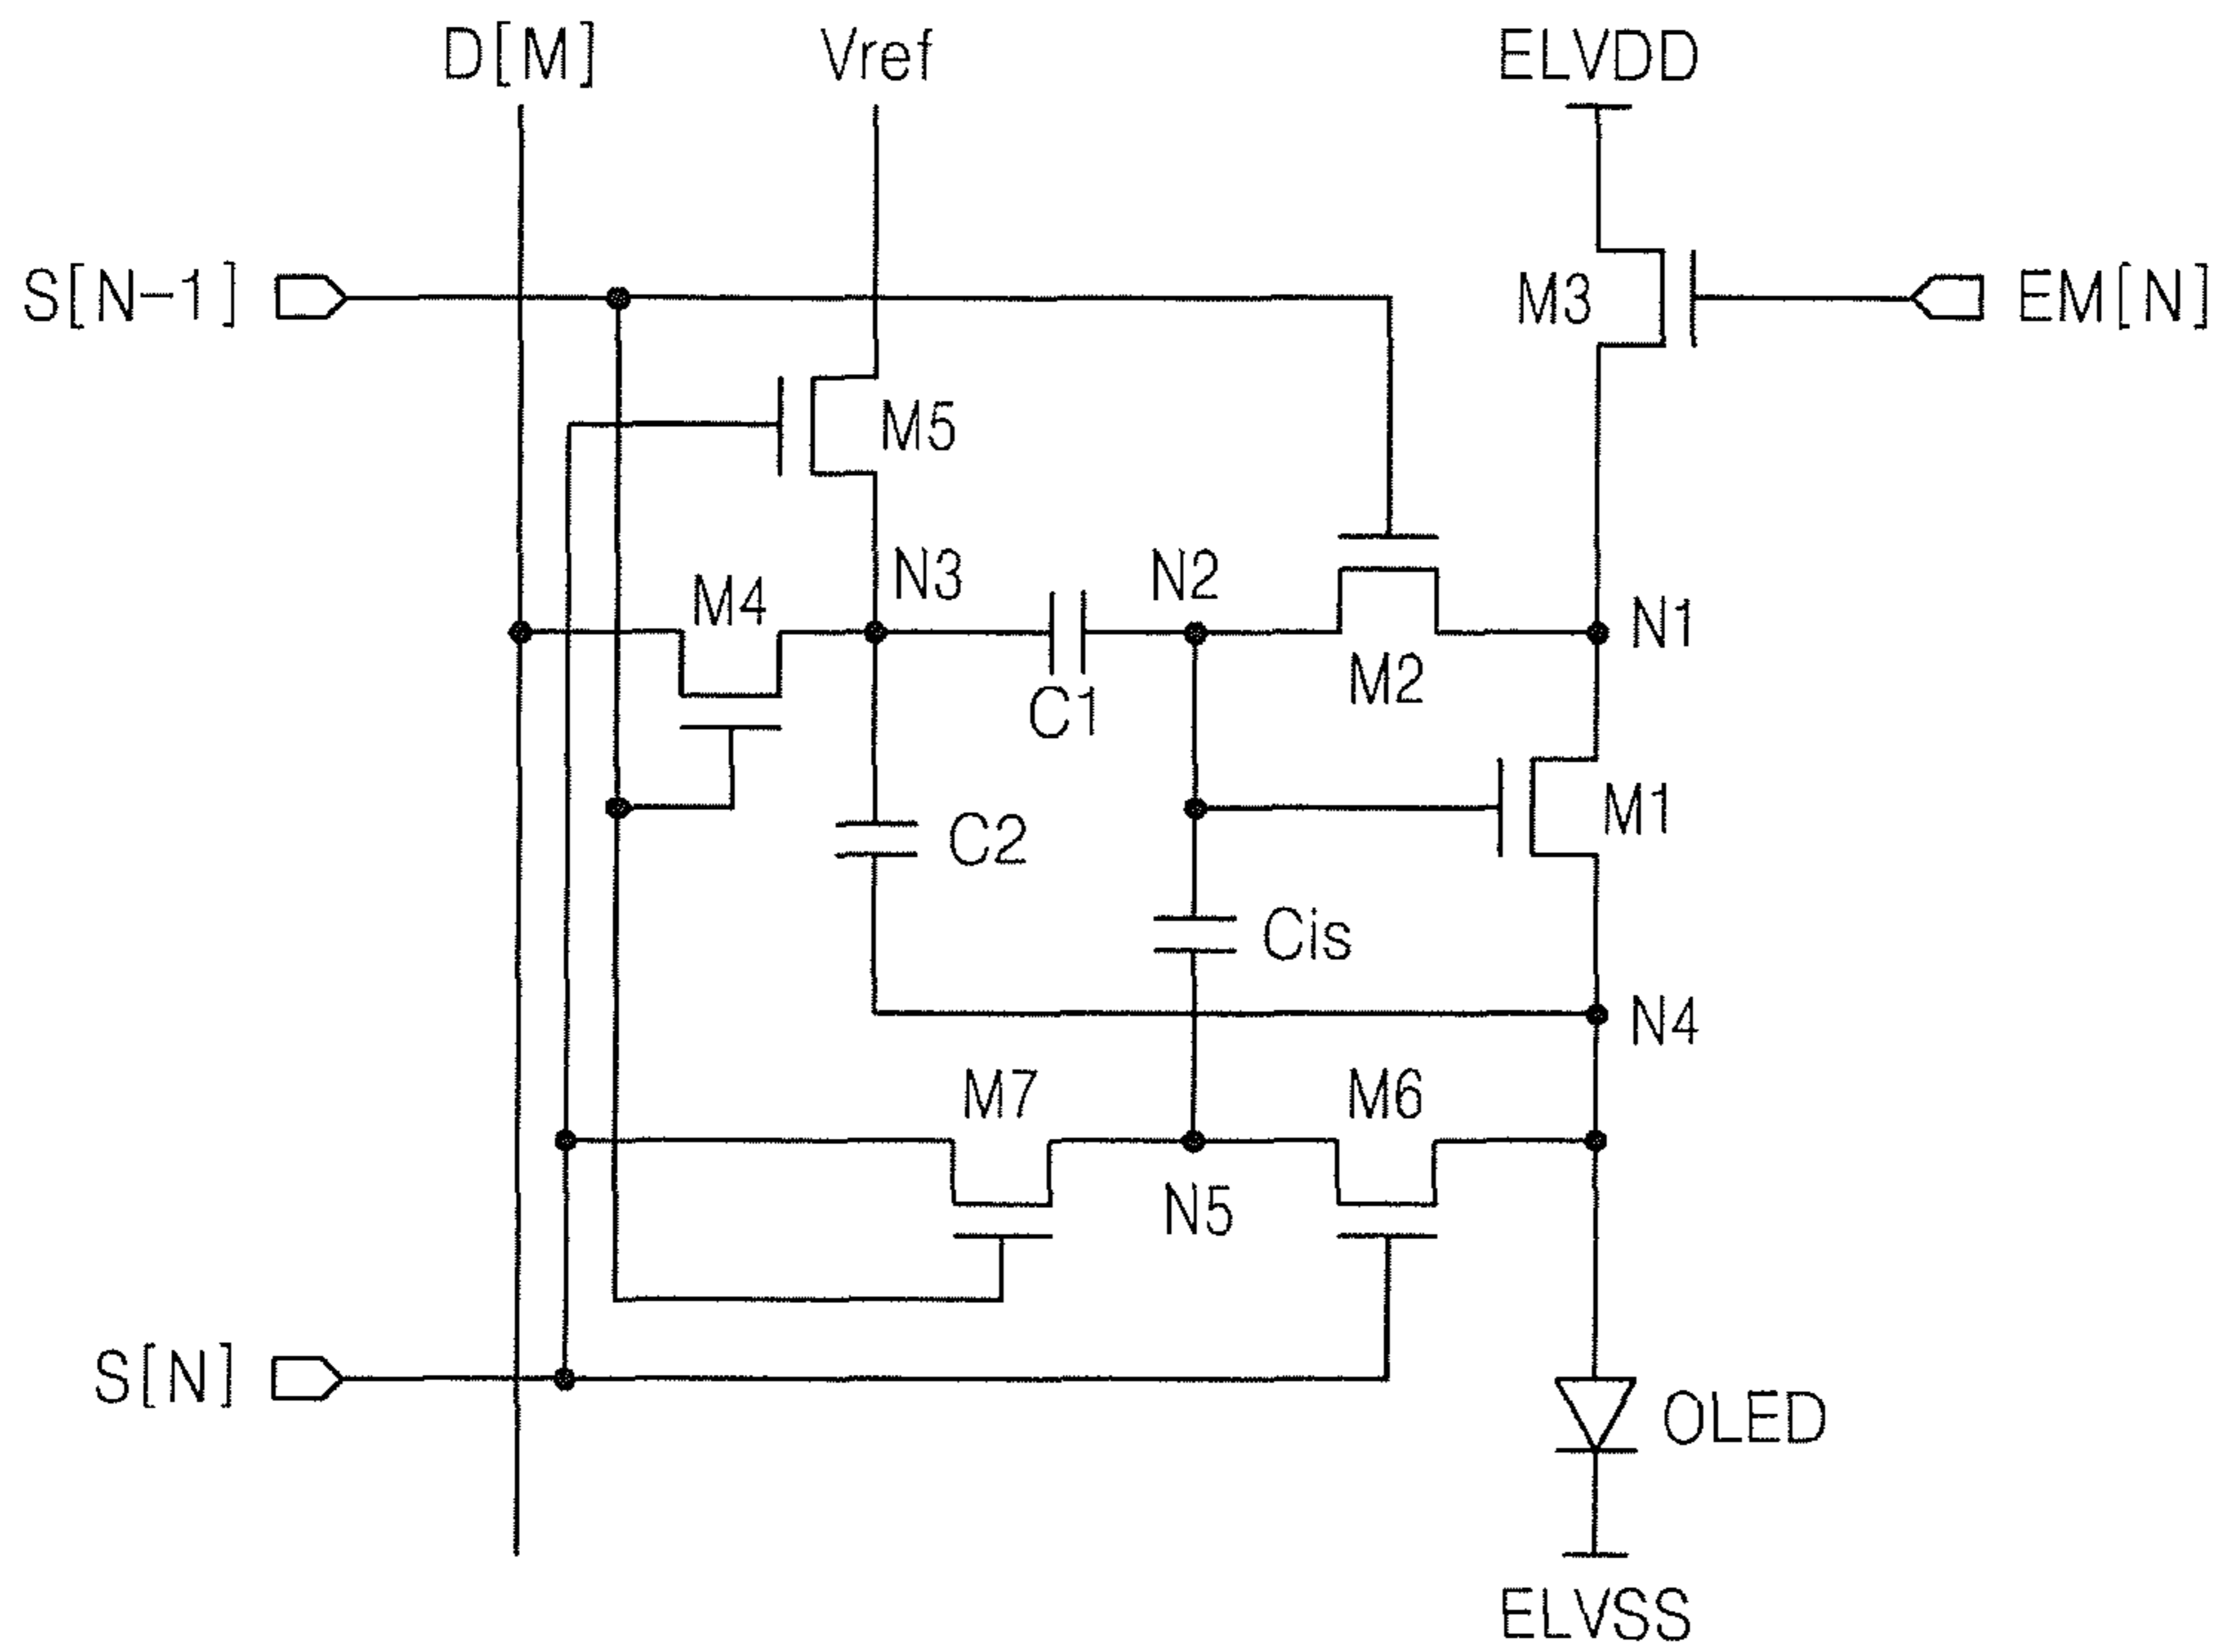 D[M]
Vref
ELVDD
S[N-1]
M3
EM[N]
M5
N3
N2
M4
N1
M2
C1
M1
C2
Cis
N4
M7
M6
N5
S[N]
OLED
ELVSS